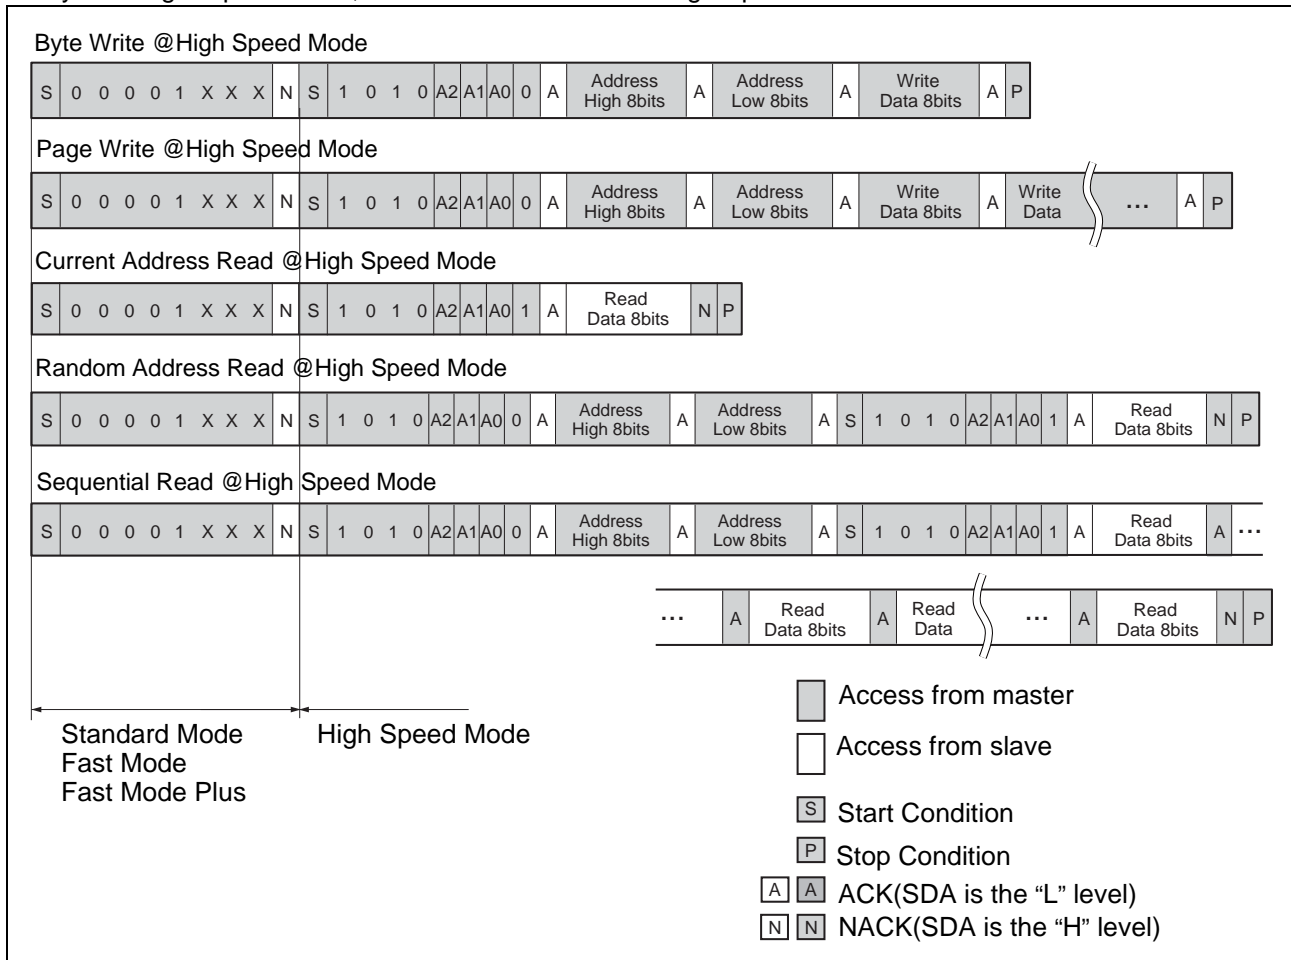 Byte Write @High Speed Mode
S 0 0 0 0 1 X X X N S 1 0 1 0 A2 A1 A0 0 A Address High 8bits A Address Low 8bits A Write Data 8bits A P
Page Write @High Speed Mode
S 0 0 0 0 1 X X X N S 1 0 1 0 A2 A1 A0 0 A Address High 8bits A Address Low 8bits A Write Data 8bits A Write Data ... A P
Current Address Read @High Speed Mode
S 0 0 0 0 1 X X X N S 1 0 1 0 A2 A1 A0 1 A Read Data 8bits N P
Random Address Read @High Speed Mode
S 0 0 0 0 1 X X X N S 1 0 1 0 A2 A1 A0 0 A Address High 8bits A Address Low 8bits A S 1 0 1 0 A2 A1 A0 1 A Read Data 8bits N P
Sequential Read @High Speed Mode
S 0 0 0 0 1 X X X N S 1 0 1 0 A2 A1 A0 0 A Address High 8bits A Address Low 8bits A S 1 0 1 0 A2 A1 A0 1 A Read Data 8bits A ...
... A Read Data 8bits A Read Data ... A Read Data 8bits N P
Standard Mode
Fast Mode
Fast Mode Plus
High Speed Mode
Access from master
Access from slave
S Start Condition
P Stop Condition
A A ACK(SDA is the “L” level)
N N NACK(SDA is the “H” level)